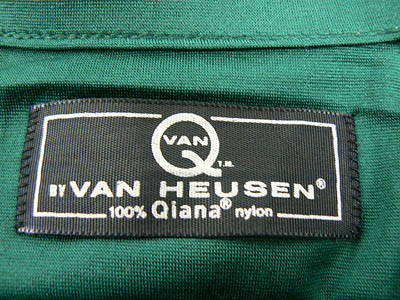 VAN
Q T.M.
BY VAN HEUSEN®
100% Qiana® nylon